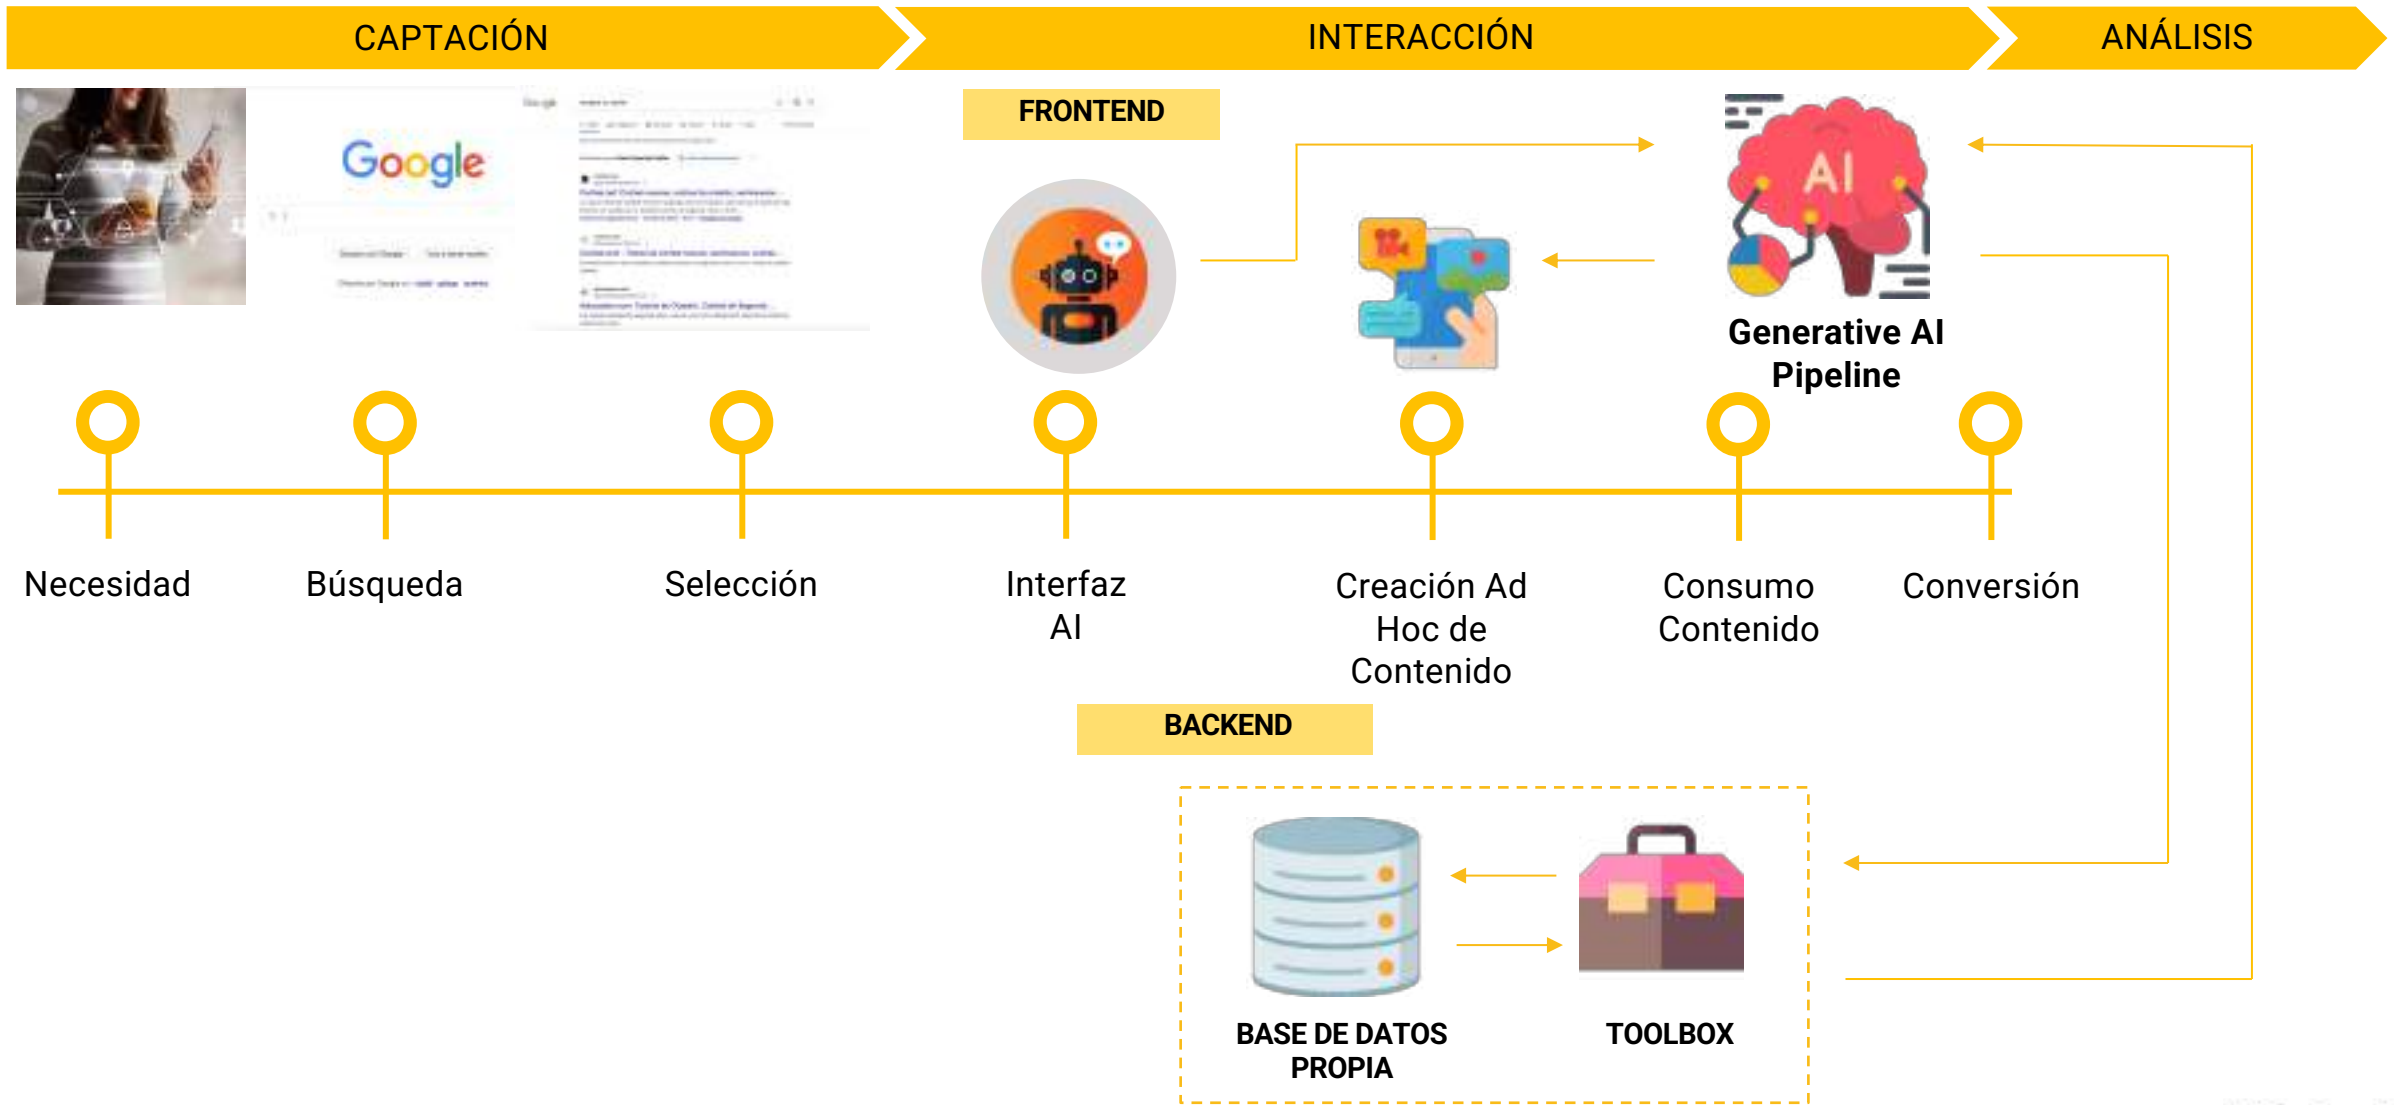 CAPTACIÓN
INTERACCIÓN
ANÁLISIS
Google
Google
FRONTEND
AI
Generative AI
Pipeline
Necesidad
Búsqueda
Selección
Interfaz
AI
Creación Ad
Hoc de
Contenido
Consumo
Contenido
Conversión
BACKEND
BASE DE DATOS
PROPIA
TOOLBOX